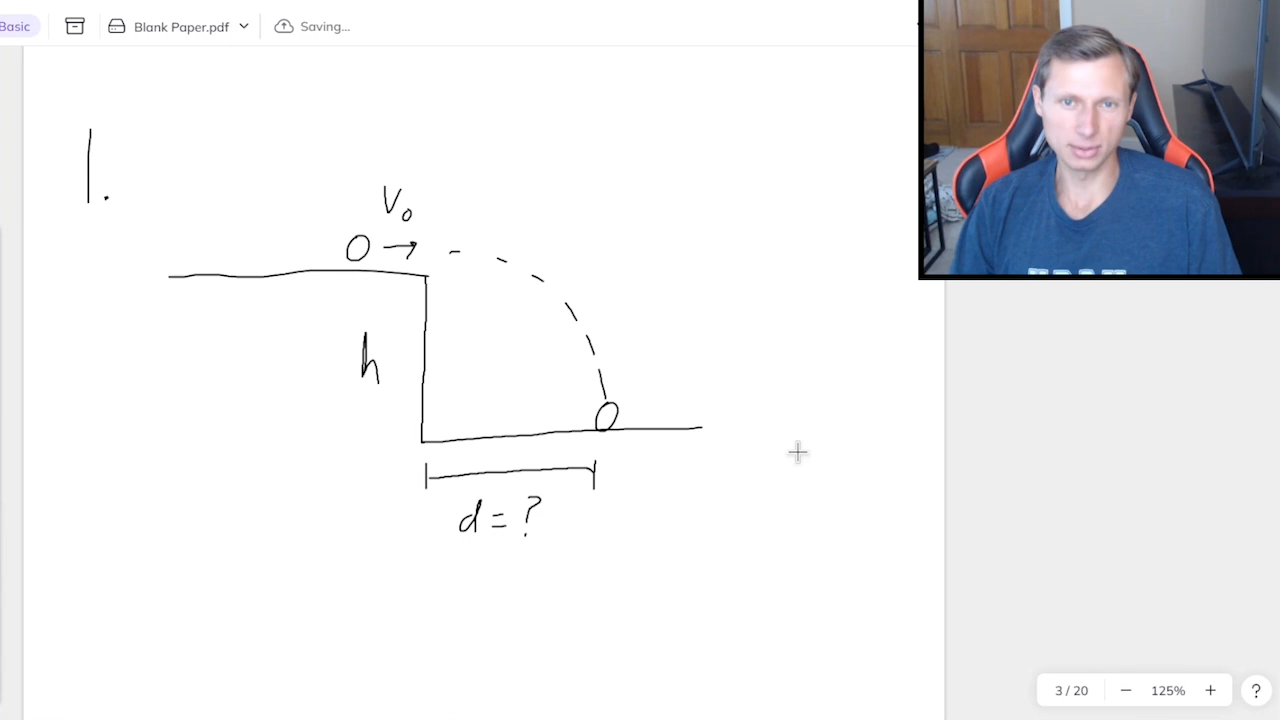 Basic
Blank Paper.pdf
Saving...
1.
V₀
h
d = ?
3 / 20
125%
?